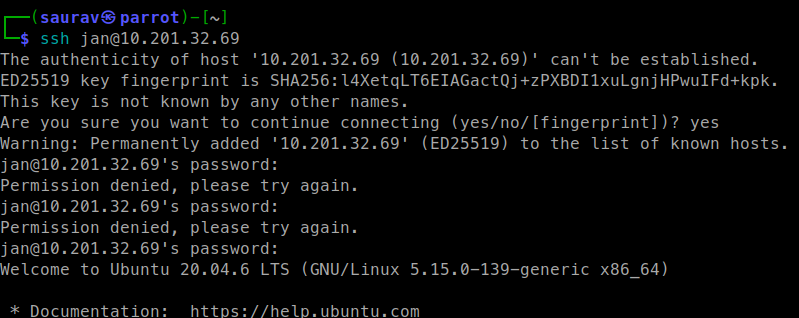 ┌──(saurav㉿parrot)-[~]
└─$ ssh jan@10.201.32.69
The authenticity of host '10.201.32.69 (10.201.32.69)' can't be established.
ED25519 key fingerprint is SHA256:l4XetqLT6EIAGactQj+zPXBDI1xuLgnjHPwuIFd+kpk.
This key is not known by any other names.
Are you sure you want to continue connecting (yes/no/[fingerprint])? yes
Warning: Permanently added '10.201.32.69' (ED25519) to the list of known hosts.
jan@10.201.32.69's password:
Permission denied, please try again.
jan@10.201.32.69's password:
Permission denied, please try again.
jan@10.201.32.69's password:
Welcome to Ubuntu 20.04.6 LTS (GNU/Linux 5.15.0-139-generic x86_64)
* Documentation:  https://help.ubuntu.com